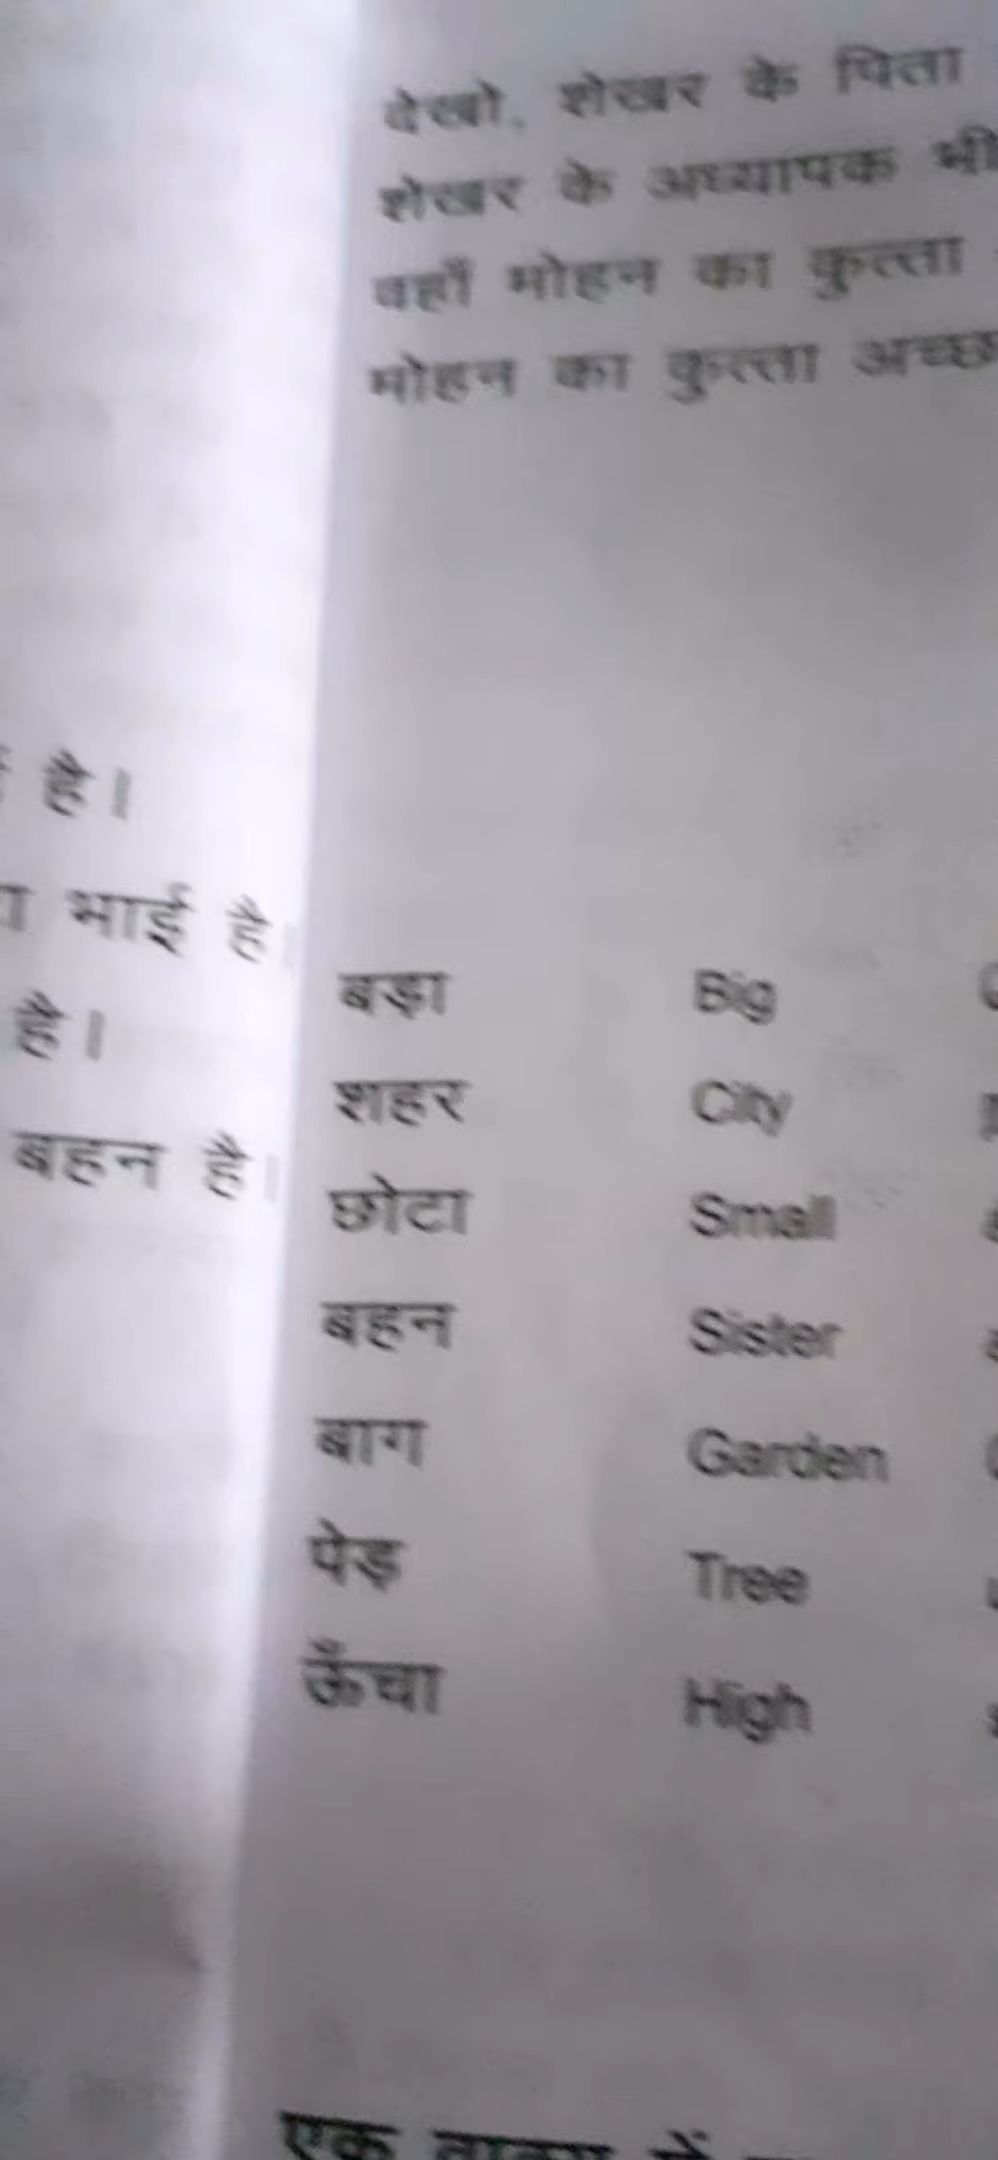 देखो, शेखर के पिता
शेखर के अध्यापक भी
वहाँ मोहन का कुत्ता
मोहन का कुत्ता
है।
भाई है।
है।
बहन है।
बड़ा Big
शहर City
छोटा Small
बहन Sister
बाग Garden
पेड़ Tree
ऊँचा High
एक वाक्य में